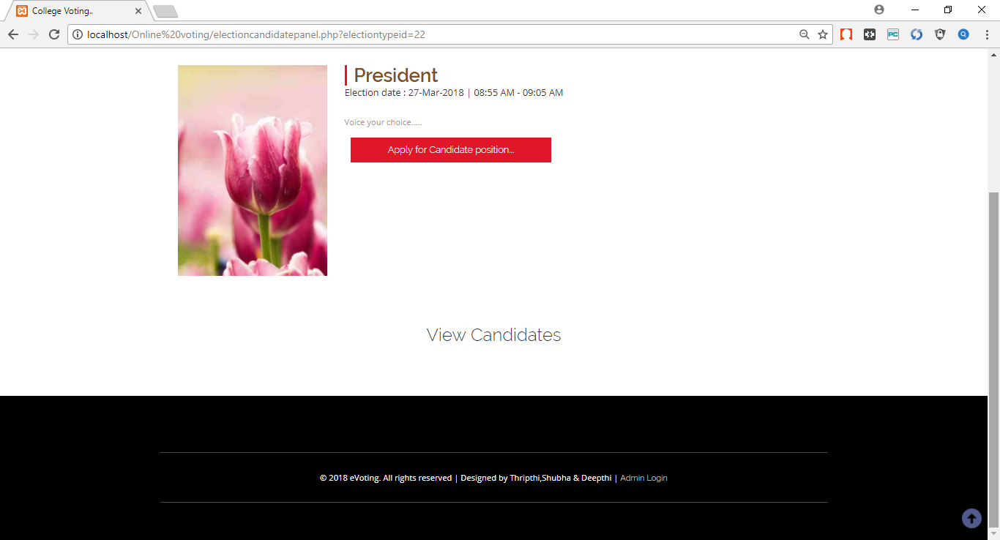 College Voting..
localhost/Online%20voting/electioncandidatepanel.php?electiontypeid=22
PC
President
Election date : 27-Mar-2018 | 08:55 AM - 09:05 AM
Voice your choice.....
Apply for Candidate position...
View Candidates
© 2018 eVoting. All rights reserved | Designed by Thripthi,Shubha & Deepthi | Admin Login